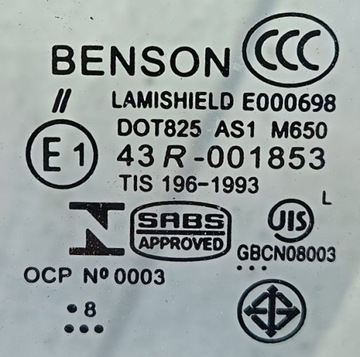 BENSON CCC
// LAMISHIELD E000698
DOT825 AS1 M650
E1 43R-001853
TIS 196-1993
L
SABS
APPROVED
JIS
GBCN08003
OCP Nº 0003
8